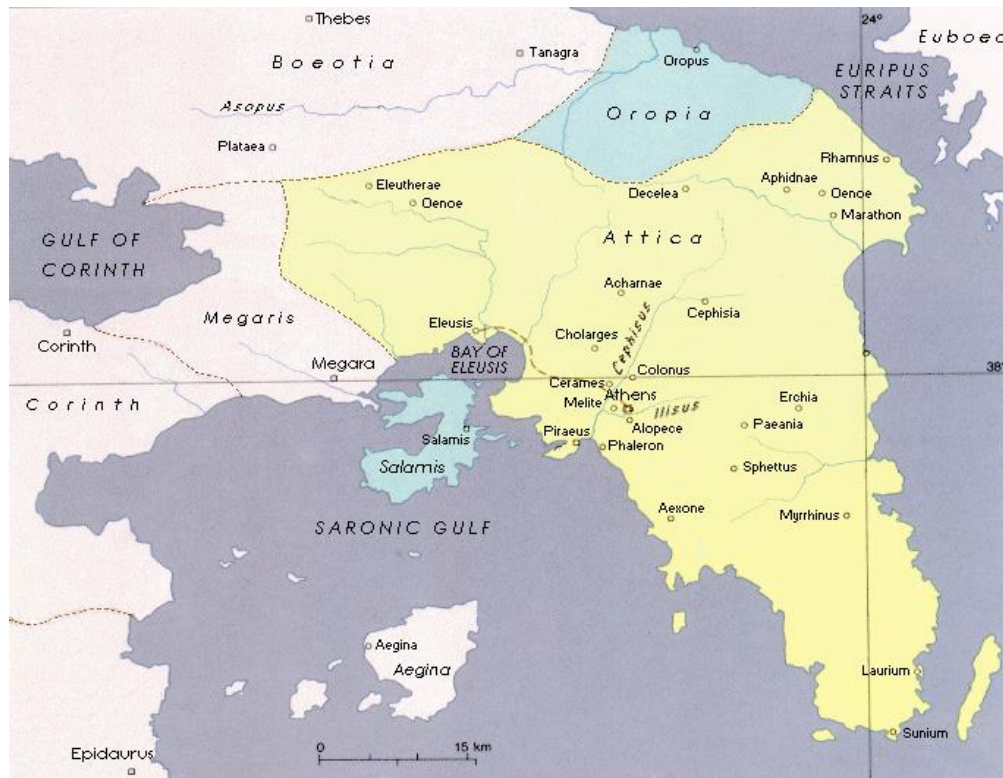 Thebes
24°
Euboea
Boeotia
Tanagra
Oropus
EURIPUS
STRAITS
Asopus
Oropia
Plataea
Rhamnus
Eleutherae
Decelea
Aphidnae
Oenoe
Oenoe
Marathon
GULF OF
CORINTH
Attica
Acharnae
Cephisia
Megaris
Eleusis
Cholarges
Cephisus
Corinth
BAY OF
ELEUSIS
Megara
Colonus
38°
Cerames
Athens
Corinth
Melite
Ilisus
Erchia
Alopece
Paeania
Piraeus
Salamis
Phaleron
Salamis
Sphettus
SARONIC GULF
Aexone
Myrrhinus
Aegina
Aegina
Laurium
Sunium
0
15 km
Epidaurus